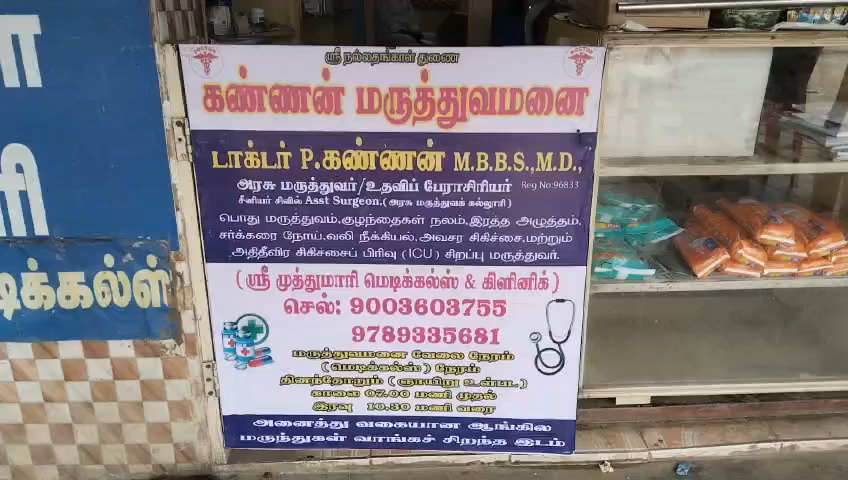 ஸ்ரீ நல்லதங்காள் துணை
DOCTOR
DOCTOR
கண்ணன் மருத்துவமனை
டாக்டர் P.கண்ணன் M.B.B.S.,M.D.,
அரசு மருத்துவர்/உதவிப் பேராசிரியர் Reg No:96833
சீனியர் சிவில் Asst Surgeon,(அரசு மருத்துவக் கல்லூரி)
பொது மருத்துவம்,குழந்தைகள் நலம்,இரத்த அழுத்தம்,
சர்க்கரை நோய்,வலி நீக்கியல்,அவசர சிகிச்சை,மற்றும்
அதிதீவிர சிகிச்சைப் பிரிவு (ICU) சிறப்பு மருத்துவர்.
(ஸ்ரீ முத்துமாரி மெடிக்கல்ஸ் & கிளினிக்)
செல்: 9003603755
9789335681
மருத்துவமனை வேலை நேரம்
(மெடிக்கல்ஸ்) நேரம்
தினந்தோறும் (ஞாயிறு உள்பட)
காலை 07.00 மணி முதல்
இரவு 10.30 மணி வரை
அனைத்து வகையான ஆங்கில
மருந்துகள் வாங்கச் சிறந்த இடம்
டிக்கல்ஸ்